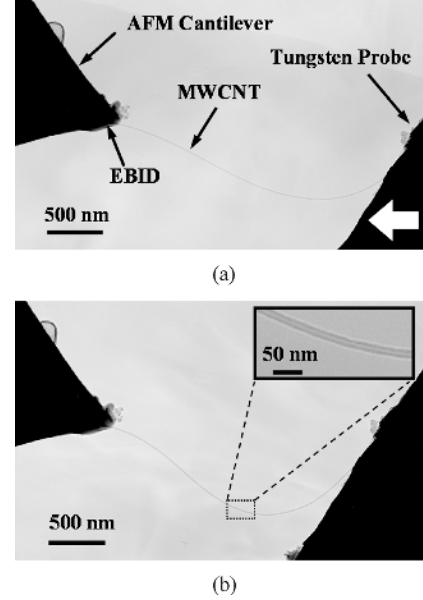 AFM Cantilever
Tungsten Probe
MWCNT
EBID
500 nm
(a)
50 nm
500 nm
(b)